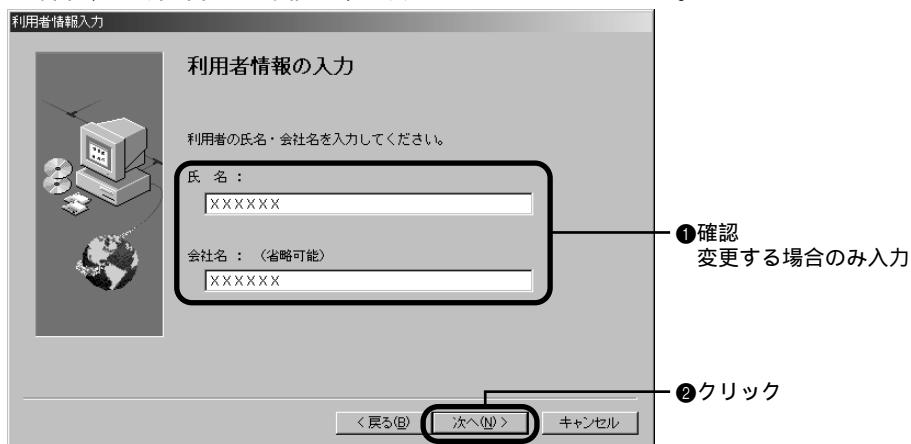 利用者情報入力
利用者情報の入力
利用者の氏名・会社名を入力してください。
氏 名：
XXXXXX
会社名：（省略可能）
XXXXXX
❶確認
変更する場合のみ入力
❷クリック
＜戻る(B) 次へ(N)＞ キャンセル